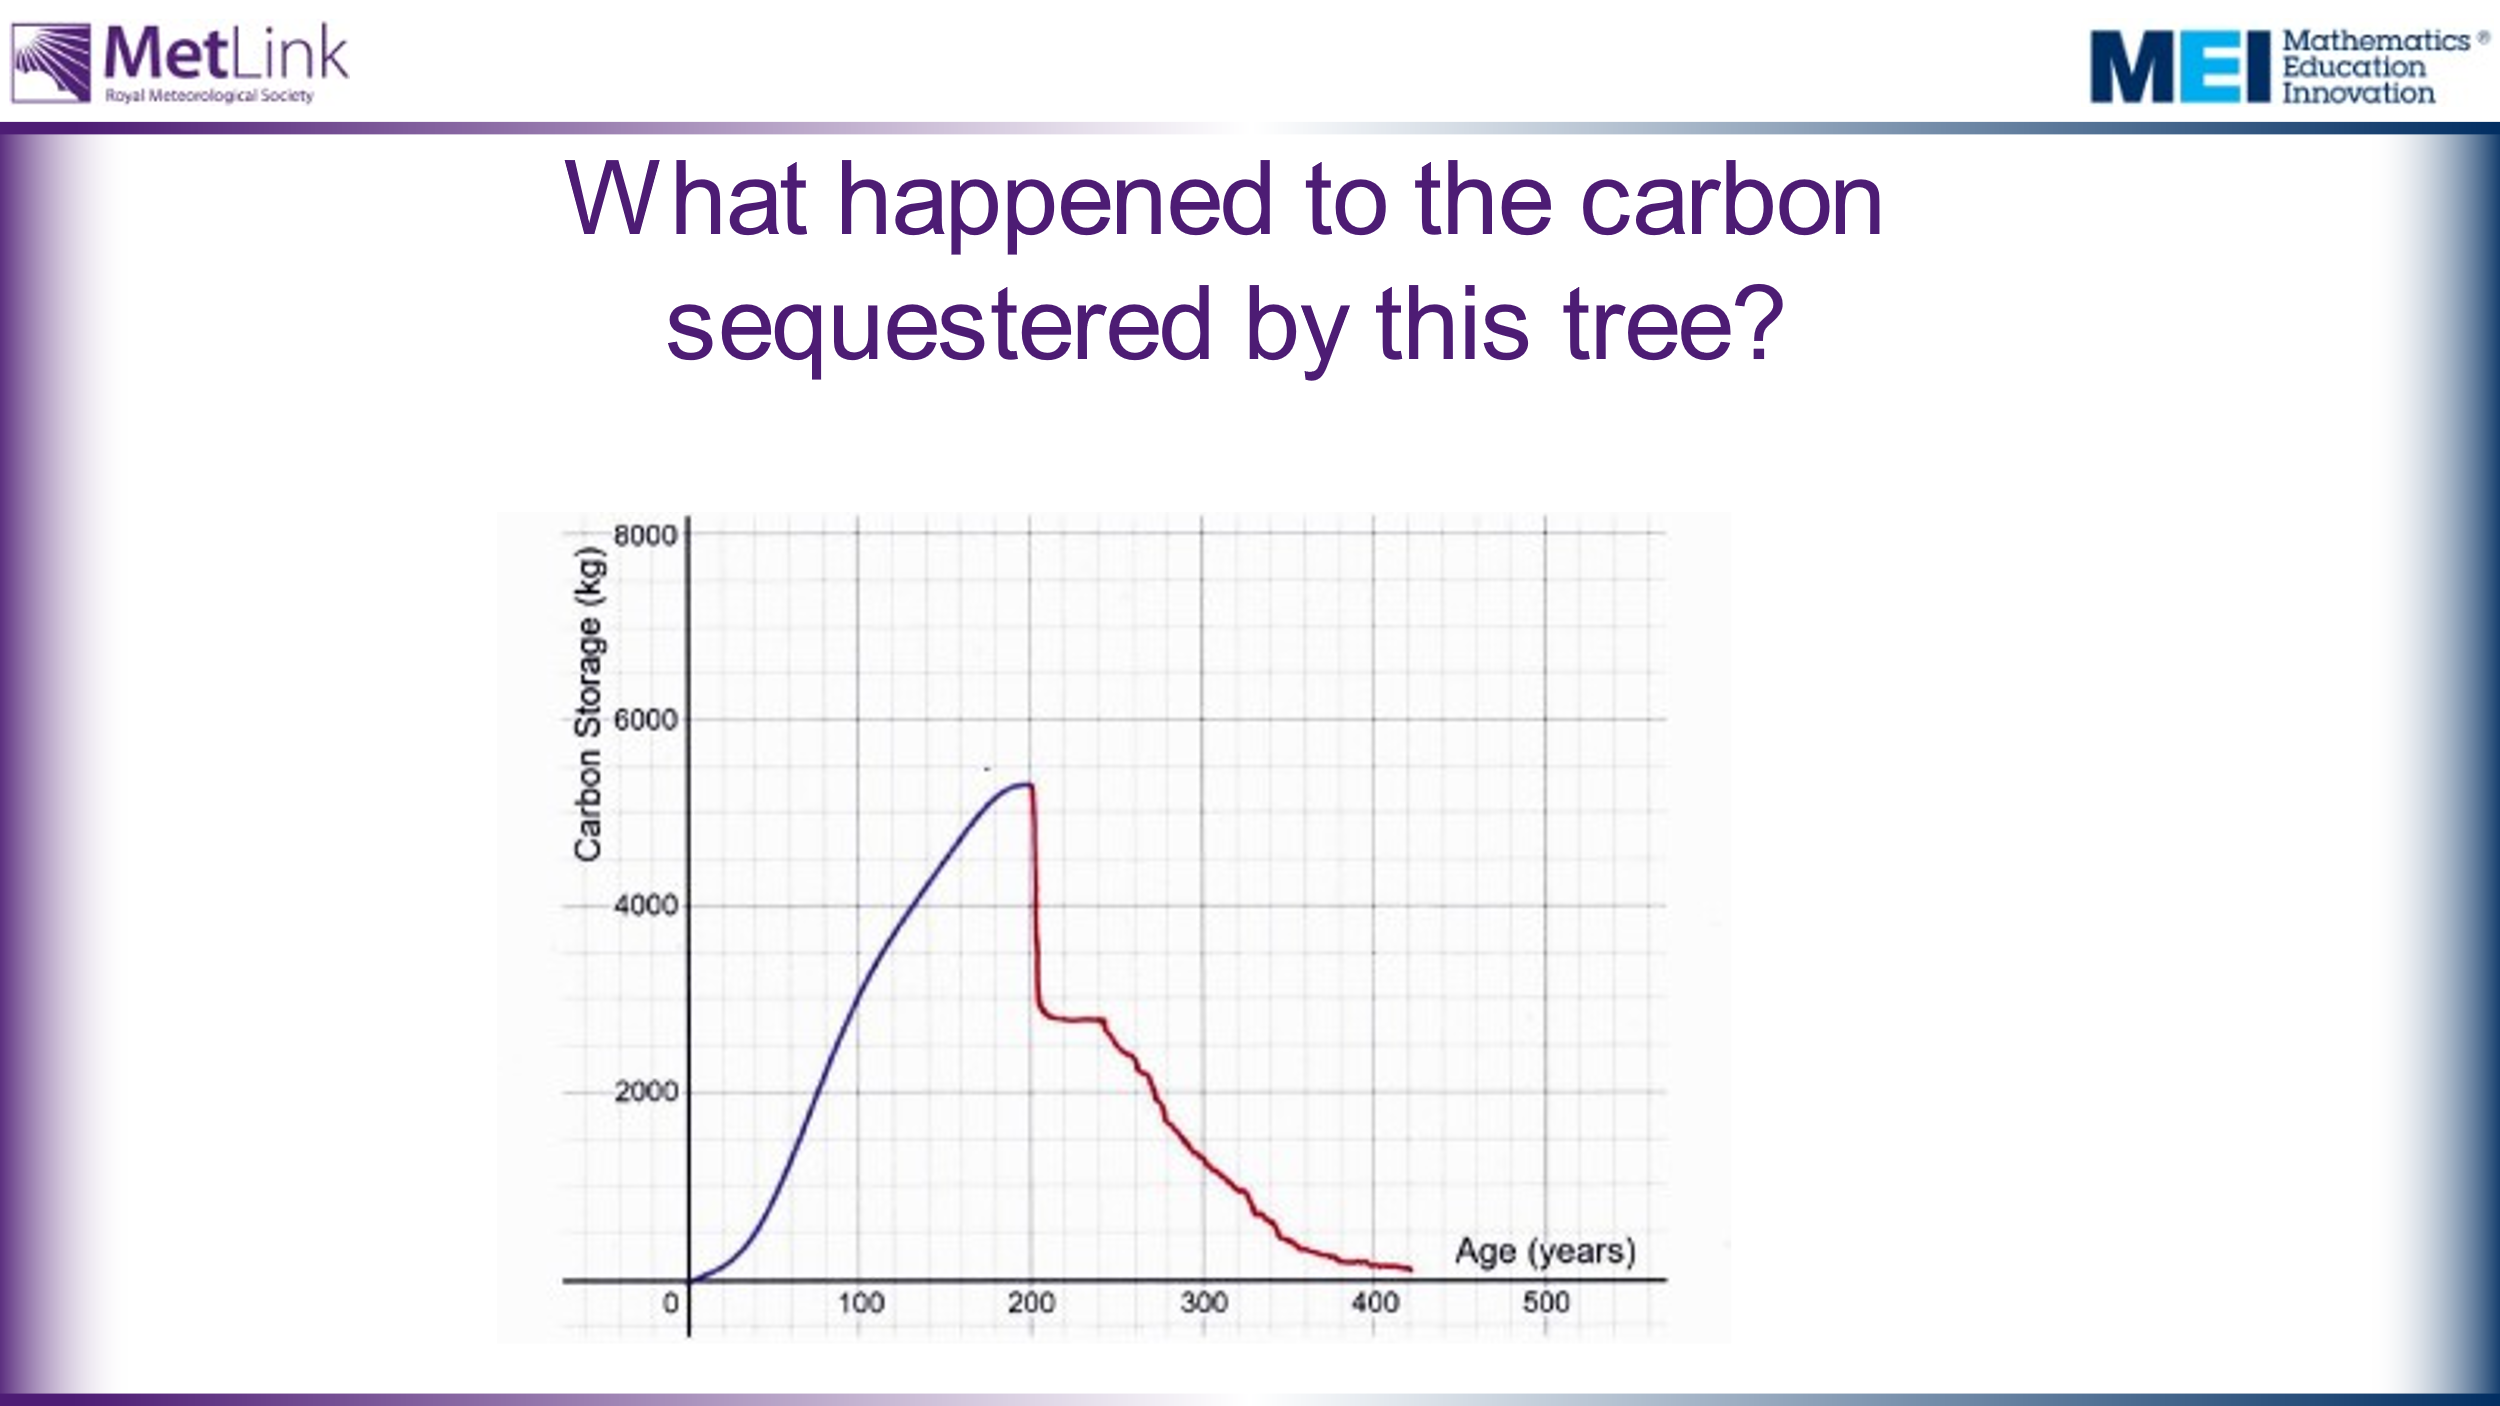 MetLink
Royal Meteorological Society
MEI Mathematics ®
Education
Innovation
What happened to the carbon
sequestered by this tree?
Carbon Storage (kg)
8000
6000
4000
2000
Age (years)
0 100 200 300 400 500